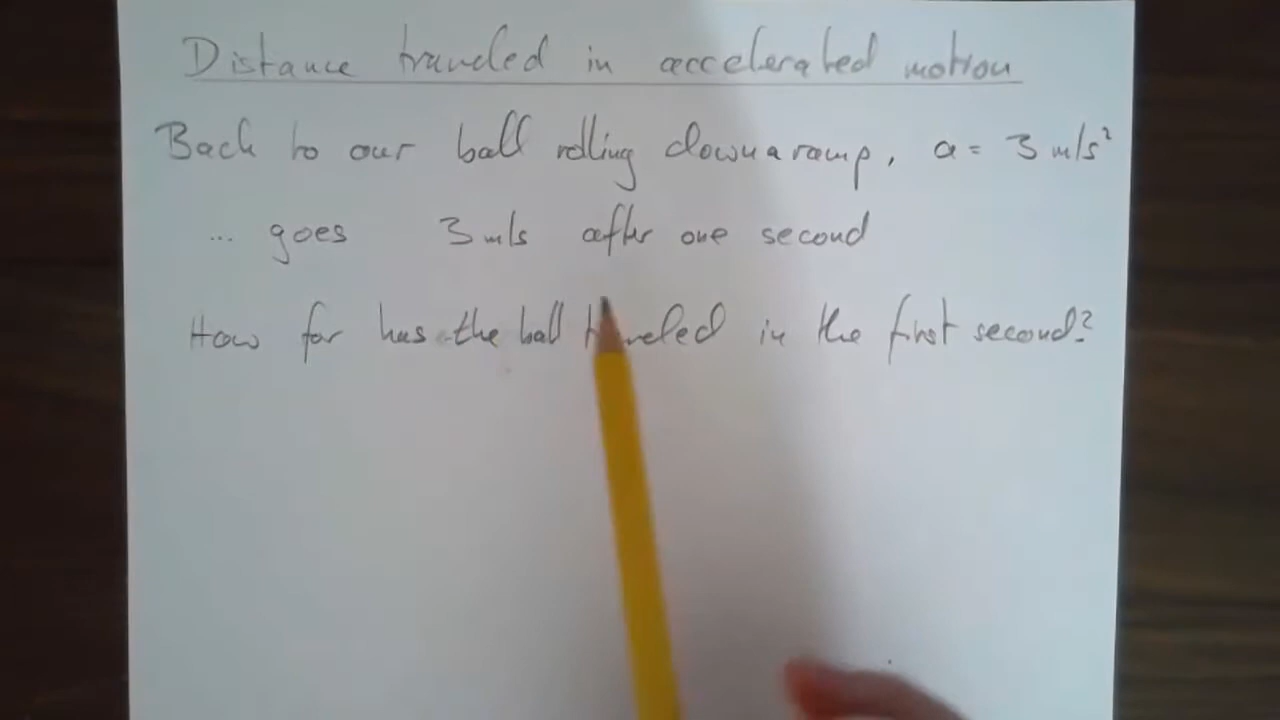 Distance traveled in accelerated motion
Back to our ball rolling down a ramp, a = 3 m/s²
... goes 3 m/s after one second
How far has the ball traveled in the first second?